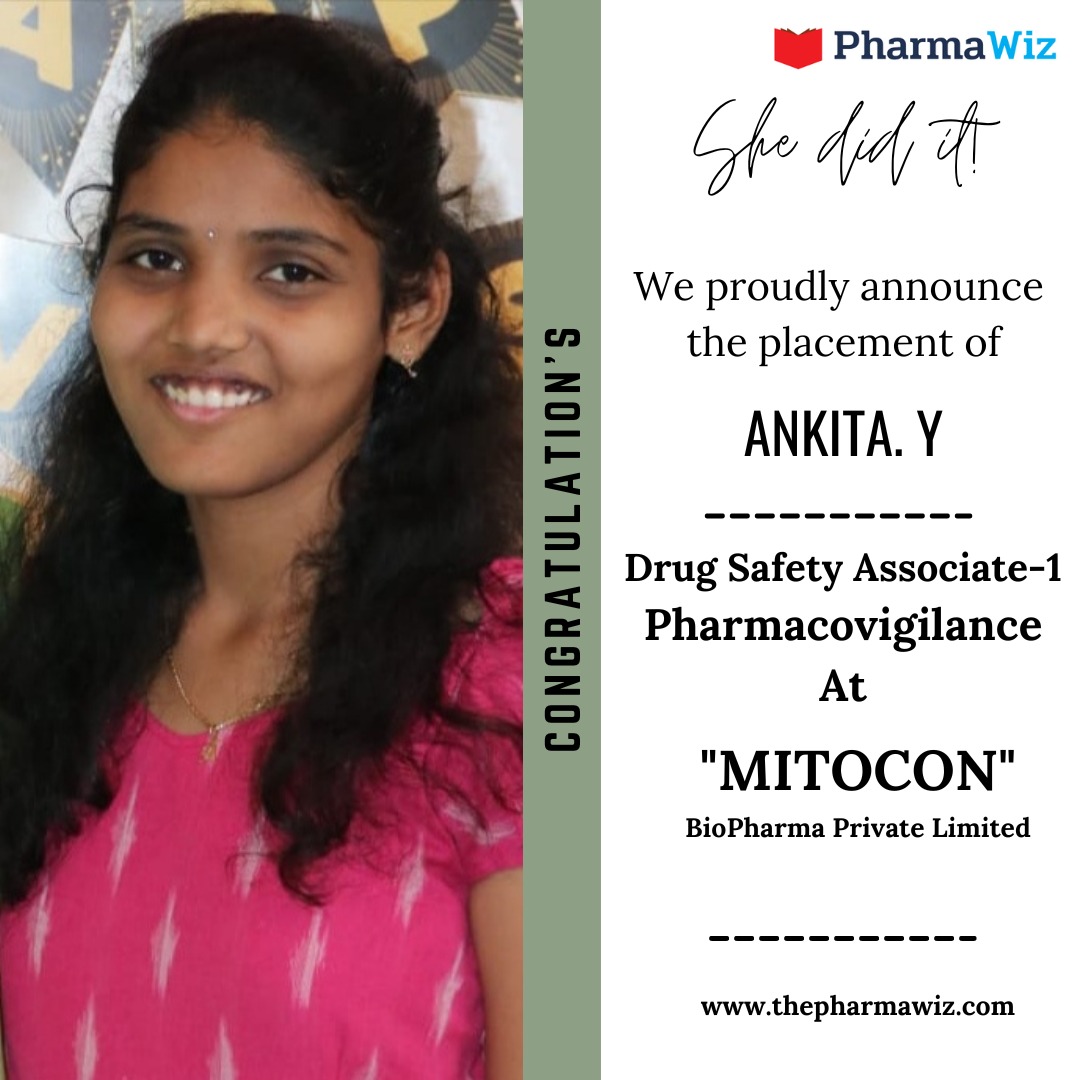 PharmaWiz
She did it!
We proudly announce
the placement of
ANKITA. Y
-----------
Drug Safety Associate-1
Pharmacovigilance
At
"MITOCON"
BioPharma Private Limited
-----------
www.thepharmawiz.com
CONGRATULATION'S